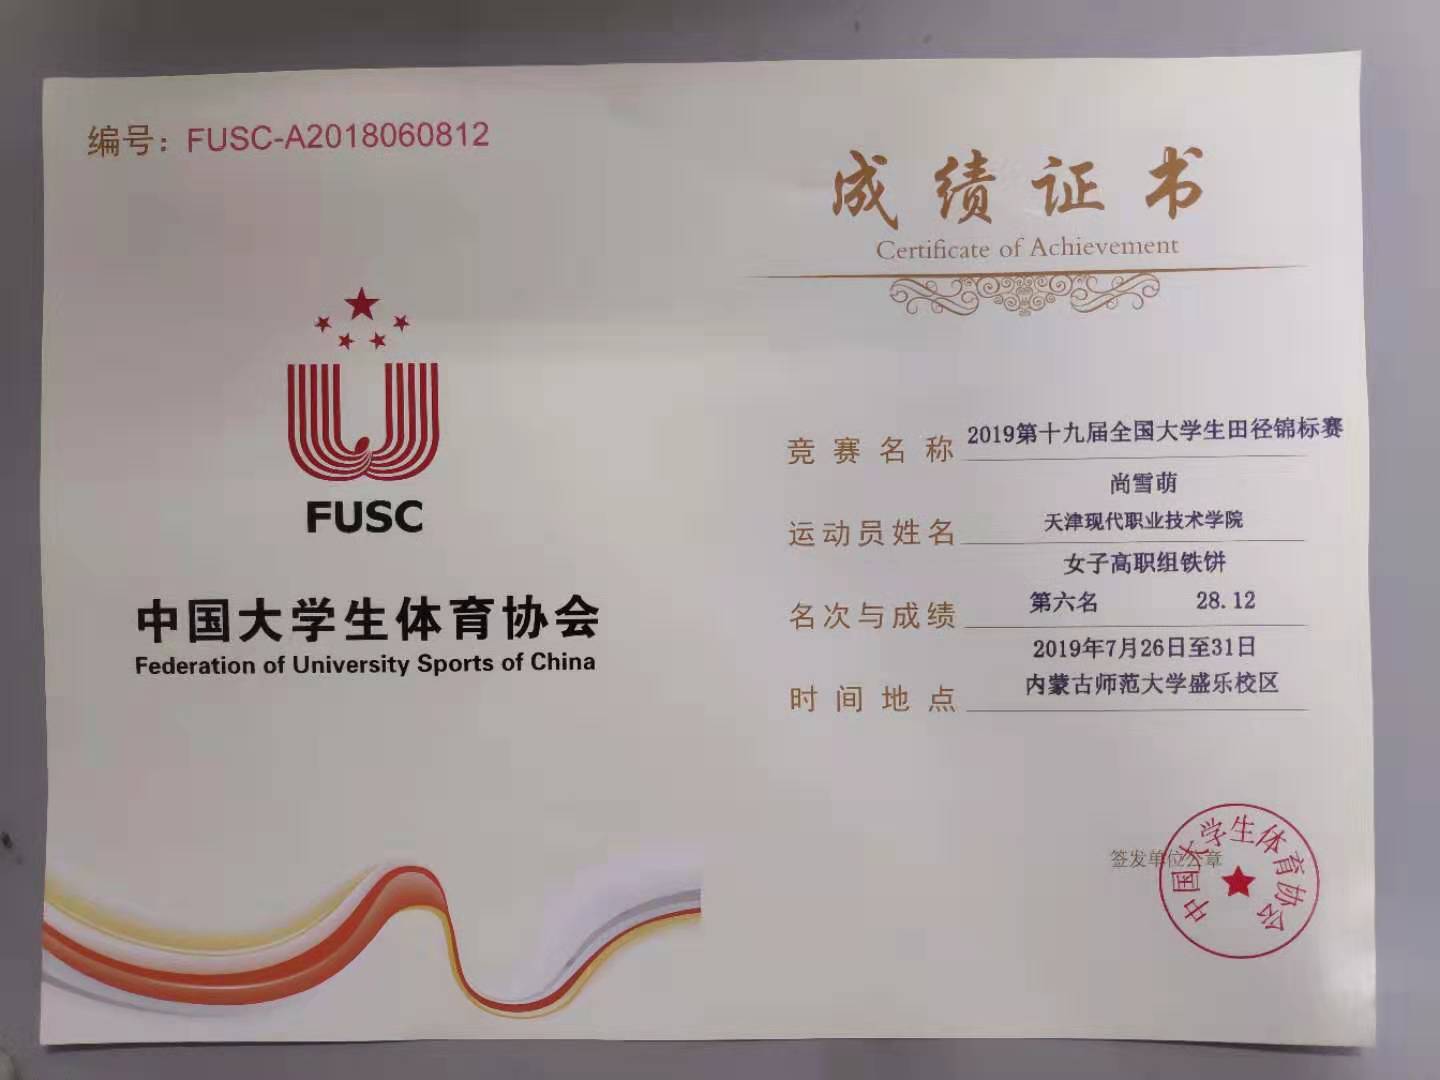 编号：FUSC-A2018060812
FUSC
中国大学生体育协会
Federation of University Sports of China
成绩证书
Certificate of Achievement
竞赛名称 2019第十九届全国大学生田径锦标赛
尚雪萌
运动员姓名 天津现代职业技术学院
女子高职组铁饼
名次与成绩 第六名 28.12
2019年7月26日至31日
时间地点 内蒙古师范大学盛乐校区
签发单位公章
中国大学生体育协会